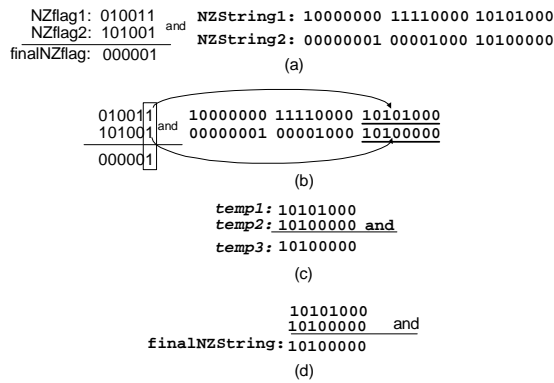 NZflag1: 010011 and NZString1: 10000000 11110000 10101000
NZflag2: 101001 NZString2: 00000001 00001000 10100000
finalNZflag: 000001
(a)
010011 and 10000000 11110000 10101000
101001 00000001 00001000 10100000
000001
(b)
temp1: 10101000
temp2: 10100000 and
temp3: 10100000
(c)
10101000
10100000 and
finalNZString: 10100000
(d)